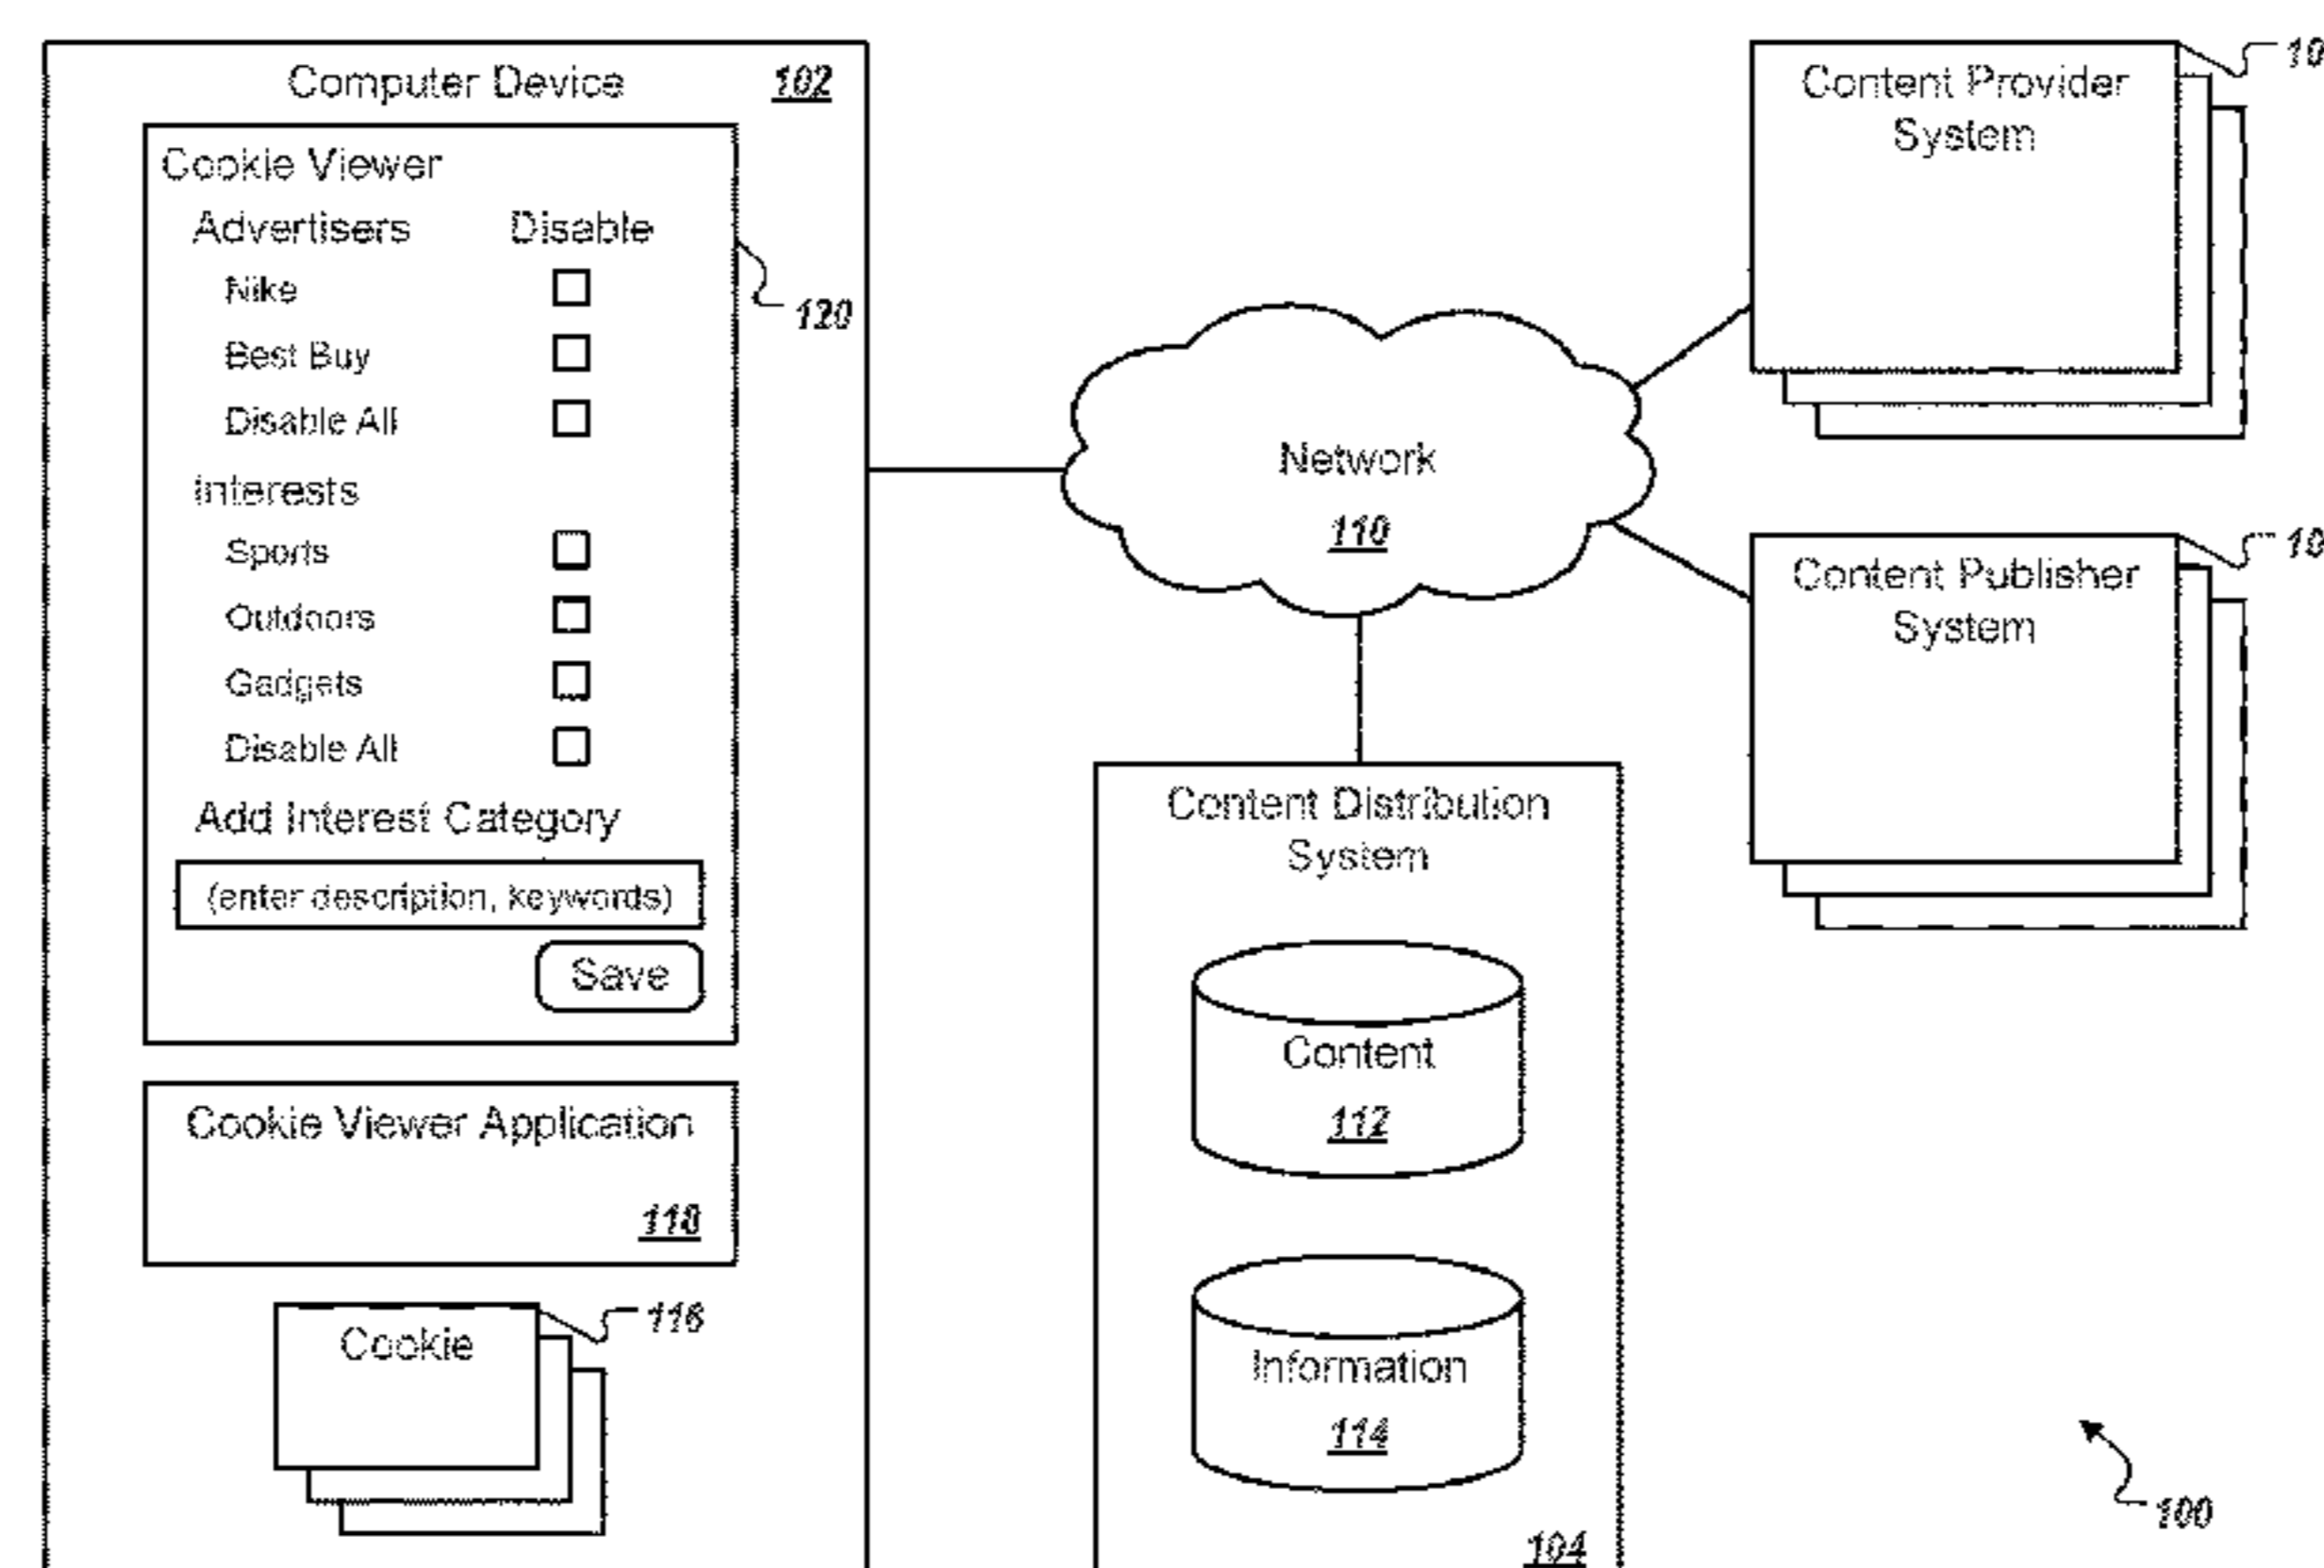 Computer Device 102
Cookie Viewer
Advertisers Disable
Nike
Best Buy
Disable All
Interests
Sports
Outdoors
Gadgets
Disable All
Add Interest Category
(enter description, keywords)
Save
120
Cookie Viewer Application
118
Cookie
116
Network
110
Content Distribution
System
Content
112
Information
114
104
Content Provider
System
10
Content Publisher
System
10
100